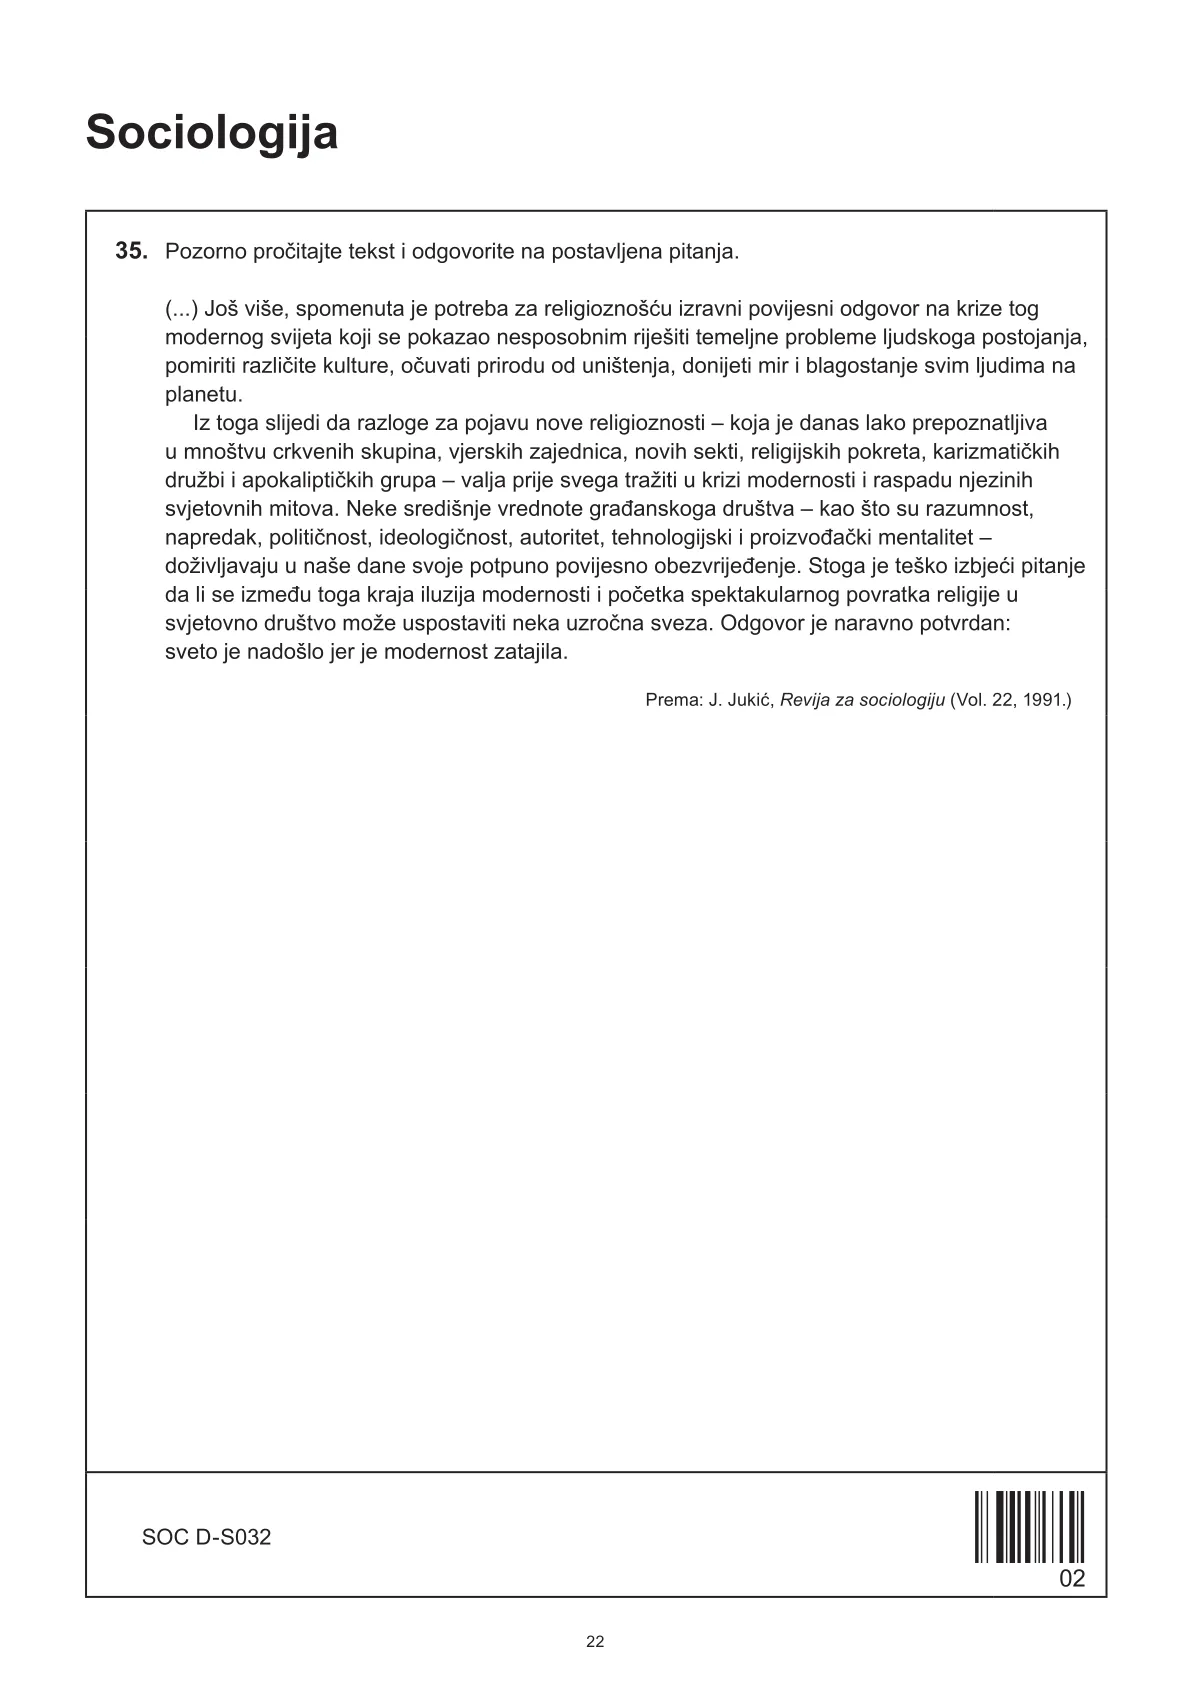 Sociologija
35. Pozorno pročitajte tekst i odgovorite na postavljena pitanja.
(...) Još više, spomenuta je potreba za religioznošću izravni povijesni odgovor na krize tog
modernog svijeta koji se pokazao nesposobnim riješiti temeljne probleme ljudskoga postojanja,
pomiriti različite kulture, očuvati prirodu od uništenja, donijeti mir i blagostanje svim ljudima na
planetu.
Iz toga slijedi da razloge za pojavu nove religioznosti – koja je danas lako prepoznatljiva
u mnoštvu crkvenih skupina, vjerskih zajednica, novih sekti, religijskih pokreta, karizmatičkih
družbi i apokaliptičkih grupa – valja prije svega tražiti u krizi modernosti i raspadu njezinih
svjetovnih mitova. Neke središnje vrednote građanskoga društva – kao što su razumnost,
napredak, političnost, ideologičnost, autoritet, tehnologijski i proizvođački mentalitet –
doživljavaju u naše dane svoje potpuno povijesno obezvrijeđenje. Stoga je teško izbjeći pitanje
da li se između toga kraja iluzija modernosti i početka spektakularnog povratka religije u
svjetovno društvo može uspostaviti neka uzročna sveza. Odgovor je naravno potvrdan:
sveto je nadošlo jer je modernost zatajila.
Prema: J. Jukić, Revija za sociologiju (Vol. 22, 1991.)
SOC D-S032
02
22